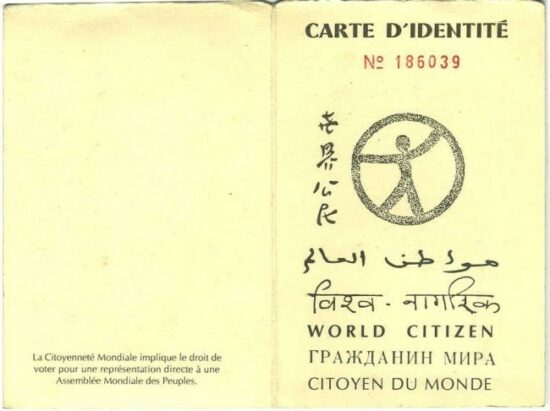 La Citoyenneté Mondiale implique le droit de
voter pour une représentation directe à une
Assemblée Mondiale des Peuples.
CARTE D'IDENTITÉ
Nº 186039
世界公民
مواطن العالم
विश्व - नागरिक
WORLD CITIZEN
ГРАЖДАНИН МИРА
CITOYEN DU MONDE